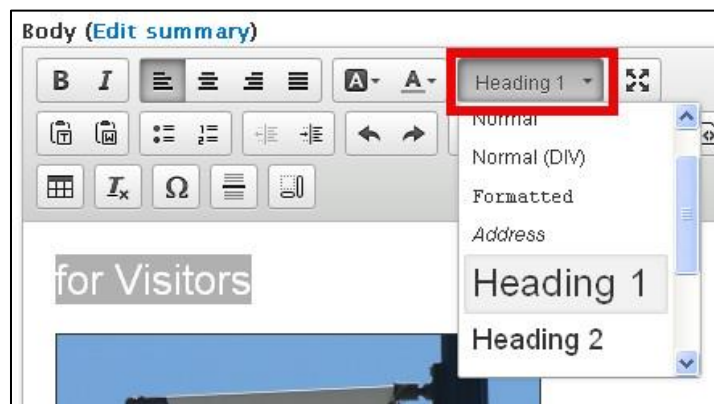 Body (Edit summary)
B I A A Heading 1
Normal
Normal (DIV)
Formatted
Address
Heading 1
Heading 2
for Visitors